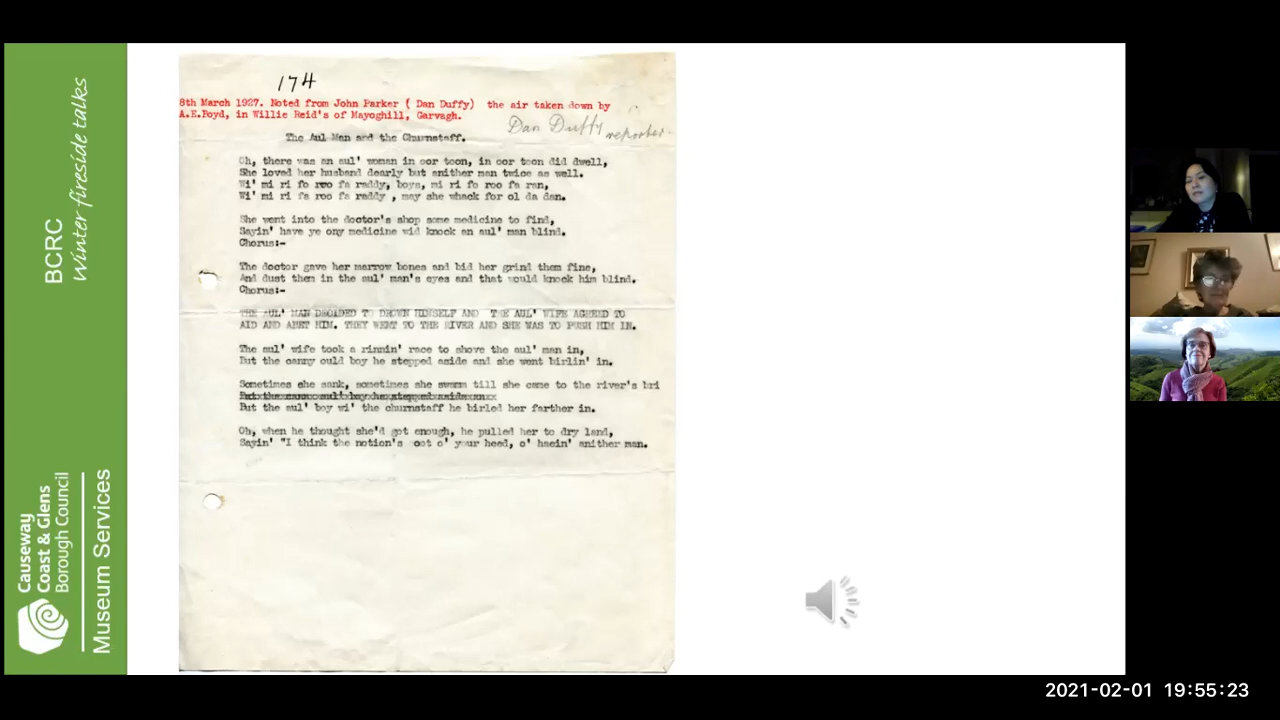 BCRC
Winter fireside talks
Causeway
Coast & Glens
Borough Council
Museum Services
174
8th March 1927. Noted from John Parker ( Dan Duffy) the air taken down by
A.E.Boyd, in Willie Reid's of Mayoghill, Garvagh.
Dan Duffy reporter.
The Aul Man and the Churnstaff.
Oh, there was an aul' woman in oor toon, in oor toon did dwell,
She loved her husband dearly but anither man twice as well.
Wi' mi ri fo roo fa raddy, boys, mi ri fo roo fa ran,
Wi' mi ri fa roo fa raddy , may she whack for ol da dan.
She went into the doctor's shop some medicine to find,
Sayin' have ye ony medicine wid knock an aul' man blind.
Chorus:-
The doctor gave her marrow bones and bid her grind them fine,
And dust them in the aul' man's eyes and that would knock him blind.
Chorus:-
THE AUL' MAN DECIDED TO DROWN HIMSELF AND THE AUL' WIFE AGREED TO
AID AND ABET HIM. THEY WENT TO THE RIVER AND SHE WAS TO PUSH HIM IN.
The aul' wife took a rinnin' race to shove the aul' man in,
But the canny ould boy he stepped aside and she went birlin' in.
Sometimes she sank, sometimes she swam till she came to the river's bri
But the aul' boy wi' the churnstaff he birled her farther in.
Oh, when he thought she'd got enough, he pulled her to dry land,
Sayin' "I think the notion's oot o' your heed, o' haein' anither man.
2021-02-01 19:55:23